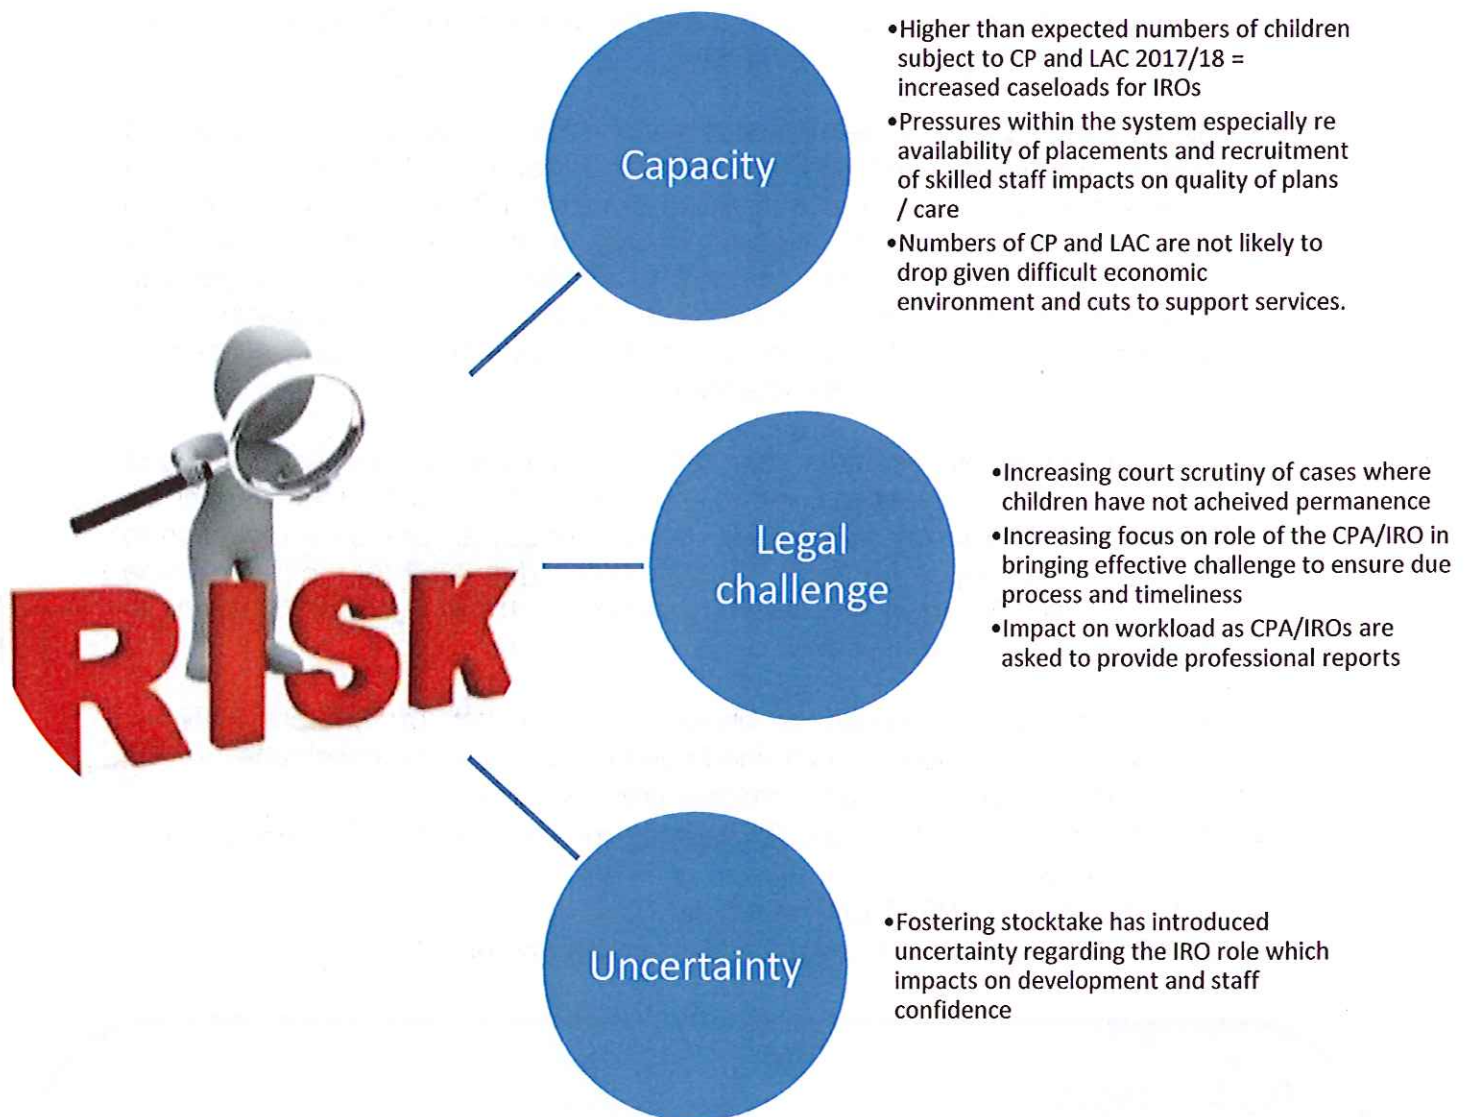 RISK
Capacity
•Higher than expected numbers of children
subject to CP and LAC 2017/18 =
increased caseloads for IROs
•Pressures within the system especially re
availability of placements and recruitment
of skilled staff impacts on quality of plans
/ care
•Numbers of CP and LAC are not likely to
drop given difficult economic
environment and cuts to support services.
Legal
challenge
•Increasing court scrutiny of cases where
children have not acheived permanence
•Increasing focus on role of the CPA/IRO in
bringing effective challenge to ensure due
process and timeliness
•Impact on workload as CPA/IROs are
asked to provide professional reports
Uncertainty
•Fostering stocktake has introduced
uncertainty regarding the IRO role which
impacts on development and staff
confidence